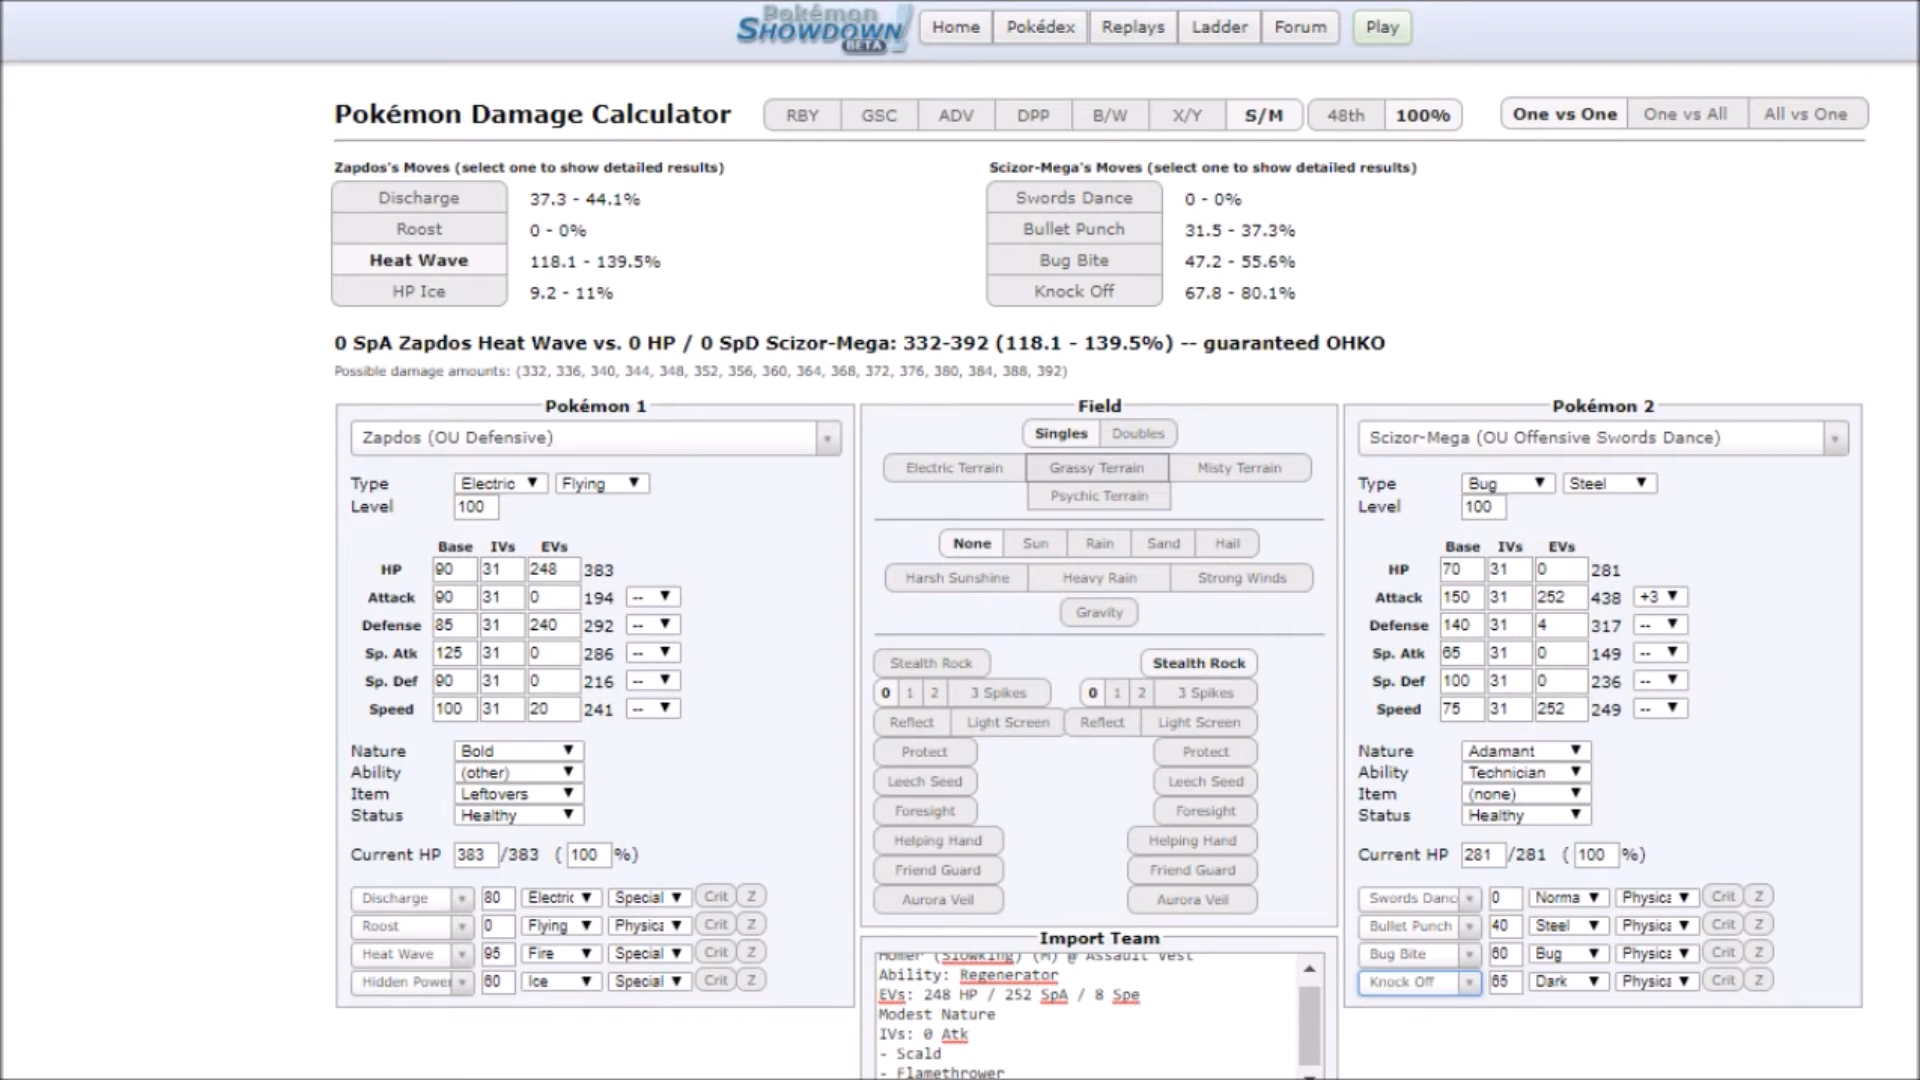 Pokémon
SHOWDOWN!
BETA
Home Pokédex Replays Ladder Forum Play
Pokémon Damage Calculator RBY GSC ADV DPP B/W X/Y S/M 48th 100% One vs One One vs All All vs One
Zapdos's Moves (select one to show detailed results)
Discharge 37.3 - 44.1%
Roost 0 - 0%
Heat Wave 118.1 - 139.5%
HP Ice 9.2 - 11%
Scizor-Mega's Moves (select one to show detailed results)
Swords Dance 0 - 0%
Bullet Punch 31.5 - 37.3%
Bug Bite 47.2 - 55.6%
Knock Off 67.8 - 80.1%
0 SpA Zapdos Heat Wave vs. 0 HP / 0 SpD Scizor-Mega: 332-392 (118.1 - 139.5%) -- guaranteed OHKO
Possible damage amounts: (332, 336, 340, 344, 348, 352, 356, 360, 364, 368, 372, 376, 380, 384, 388, 392)
Pokémon 1
Zapdos (OU Defensive)
Type Electric Flying
Level 100
Base IVs EVs
HP 90 31 248 383
Attack 90 31 0 194 --
Defense 85 31 240 292 --
Sp. Atk 125 31 0 286 --
Sp. Def 90 31 0 216 --
Speed 100 31 20 241 --
Nature Bold
Ability (other)
Item Leftovers
Status Healthy
Current HP 383 /383 ( 100 %)
Discharge 80 Electric Special Crit Z
Roost 0 Flying Physica Crit Z
Heat Wave 95 Fire Special Crit Z
Hidden Power 60 Ice Special Crit Z
Field
Singles Doubles
Electric Terrain Grassy Terrain Misty Terrain
Psychic Terrain
None Sun Rain Sand Hail
Harsh Sunshine Heavy Rain Strong Winds
Gravity
Stealth Rock Stealth Rock
0 1 2 3 Spikes 0 1 2 3 Spikes
Reflect Light Screen Reflect Light Screen
Protect Protect
Leech Seed Leech Seed
Foresight Foresight
Helping Hand Helping Hand
Friend Guard Friend Guard
Aurora Veil Aurora Veil
Import Team
Homer (Slowking) (M) @ Assault Vest
Ability: Regenerator
EVs: 248 HP / 252 SpA / 8 Spe
Modest Nature
IVs: 0 Atk
- Scald
- Flamethrower
Pokémon 2
Scizor-Mega (OU Offensive Swords Dance)
Type Bug Steel
Level 100
Base IVs EVs
HP 70 31 0 281
Attack 150 31 252 438 +3
Defense 140 31 4 317 --
Sp. Atk 65 31 0 149 --
Sp. Def 100 31 0 236 --
Speed 75 31 252 249 --
Nature Adamant
Ability Technician
Item (none)
Status Healthy
Current HP 281 /281 ( 100 %)
Swords Danc 0 Norma Physica Crit Z
Bullet Punch 40 Steel Physica Crit Z
Bug Bite 60 Bug Physica Crit Z
Knock Off 65 Dark Physica Crit Z